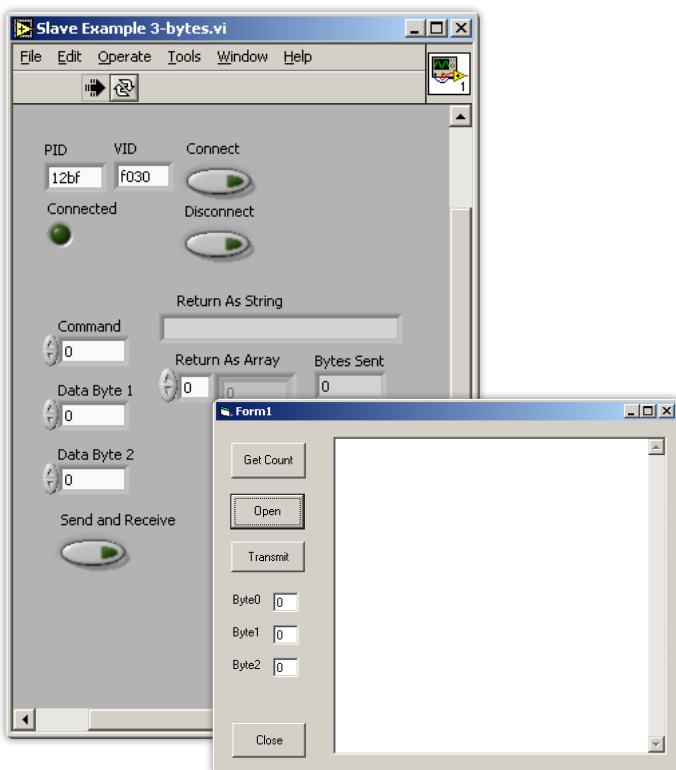 Slave Example 3-bytes.vi
File Edit Operate Tools Window Help
1
PID VID Connect
12bf f030
Connected Disconnect
Return As String
Command
0
Return As Array Bytes Sent
0 0 0
Data Byte 1
0
Data Byte 2
0
Send and Receive
Form1
Get Count
Open
Transmit
Byte0 0
Byte1 0
Byte2 0
Close